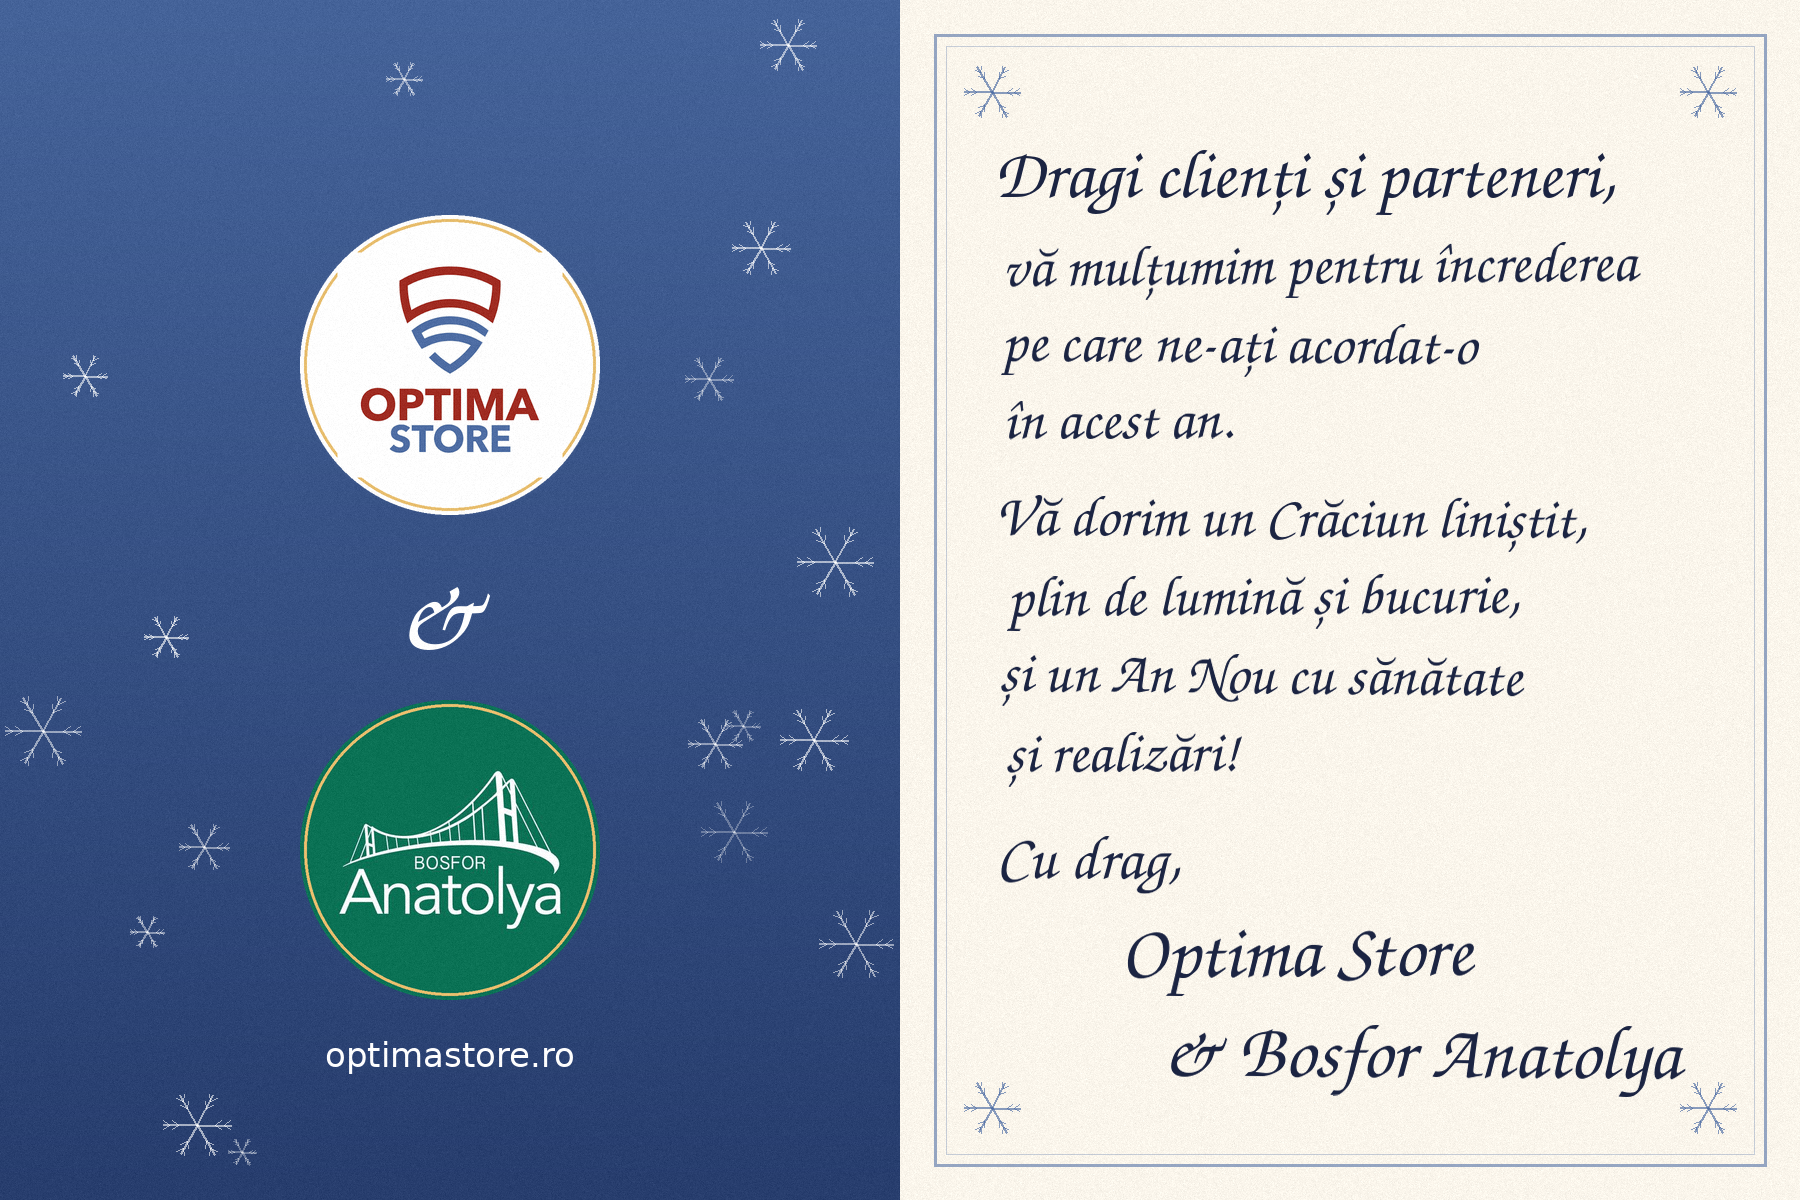 OPTIMA
STORE
&
BOSFOR
Anatolya
optimastore.ro
Dragi clienți și parteneri,
vă mulțumim pentru încrederea
pe care ne-ați acordat-o
în acest an.
Vă dorim un Crăciun liniștit,
plin de lumină și bucurie,
și un An Nou cu sănătate
și realizări!
Cu drag,
Optima Store
& Bosfor Anatolya